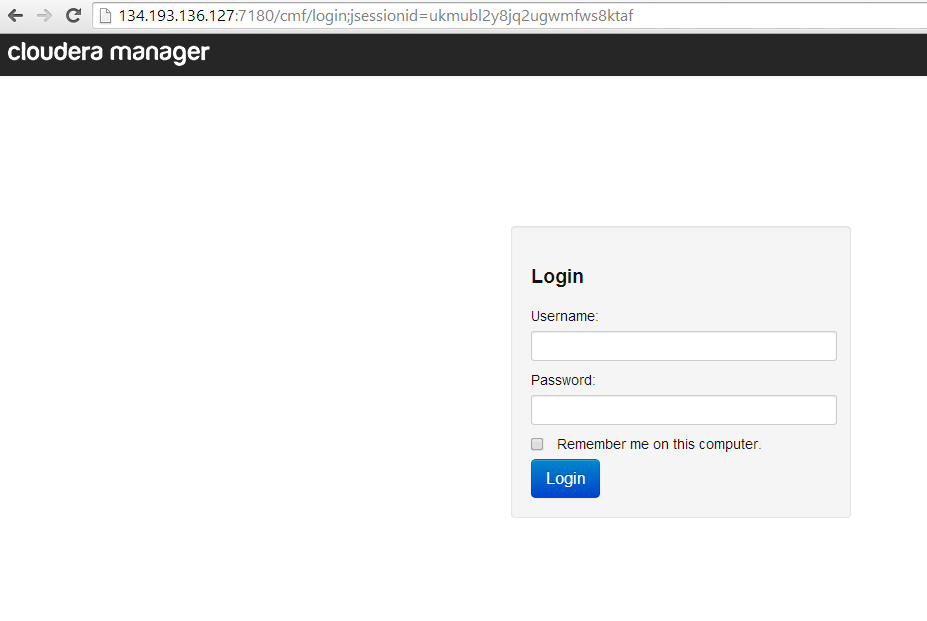 134.193.136.127:7180/cmf/login;jsessionid=ukmubl2y8jq2ugwmfws8ktaf
cloudera manager
Login
Username:
Password:
Remember me on this computer.
Login